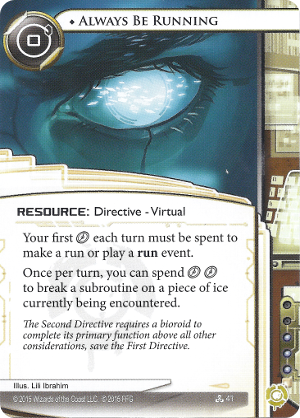 ♦ Always Be Running
RESOURCE: Directive - Virtual
Your first each turn must be spent to
make a run or play a run event.
Once per turn, you can spend
to break a subroutine on a piece of ice
currently being encountered.
The Second Directive requires a bioroid to
complete its primary function above all other
considerations, save the First Directive.
Illus. Lili Ibrahim
© 2015 Wizards of the Coast LLC. © 2015 FFG 41